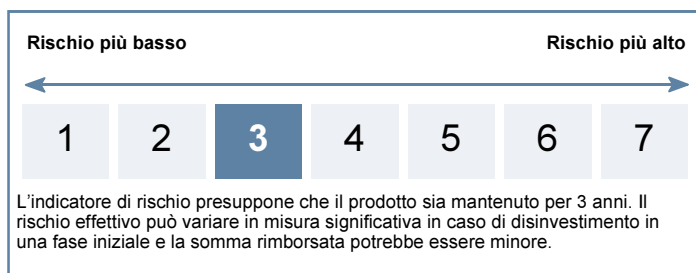 Rischio più basso Rischio più alto
1 2 3 4 5 6 7
L'indicatore di rischio presuppone che il prodotto sia mantenuto per 3 anni. Il
rischio effettivo può variare in misura significativa in caso di disinvestimento in
una fase iniziale e la somma rimborsata potrebbe essere minore.